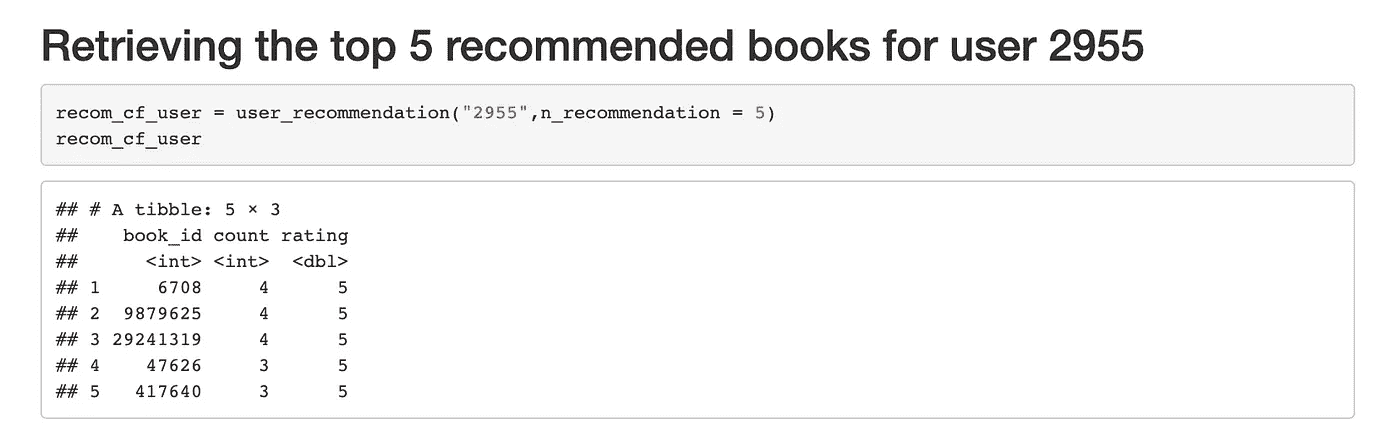 Retrieving the top 5 recommended books for user 2955
recom_cf_user = user_recommendation("2955",n_recommendation = 5)
recom_cf_user
## # A tibble: 5 × 3
##    book_id count rating
##      <int> <int>  <dbl>
## 1     6708     4      5
## 2  9879625     4      5
## 3 29241319     4      5
## 4    47626     3      5
## 5   417640     3      5